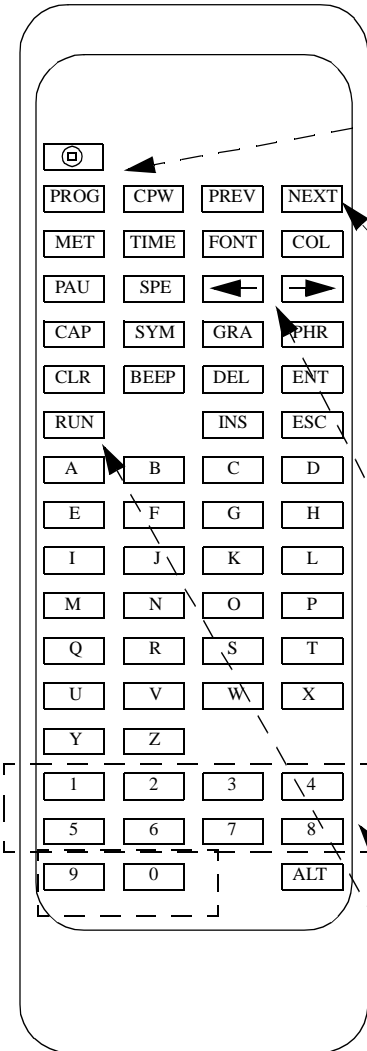 PROG CPW PREV NEXT
MET TIME FONT COL
PAU SPE
CAP SYM GRA PHR
CLR BEEP DEL ENT
RUN INS ESC
A B C D
E F G H
I J K L
M N O P
Q R S T
U V W X
Y Z
1 2 3 4
5 6 7 8
9 0 ALT